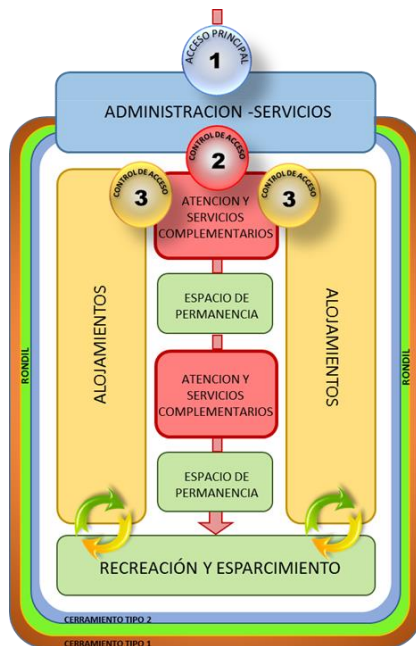 ACCESO PRINCIPAL
1
ADMINISTRACION -SERVICIOS
CONTROL DE ACCESO
2
CONTROL DE ACCESO
3
CONTROL DE ACCESO
3
ATENCION Y
SERVICIOS
COMPLEMENTARIOS
ESPACIO DE
PERMANENCIA
ALOJAMIENTOS
ALOJAMIENTOS
RONDIL
RONDIL
ATENCION Y
SERVICIOS
COMPLEMENTARIOS
ESPACIO DE
PERMANENCIA
RECREACIÓN Y ESPARCIMIENTO
CERRAMIENTO TIPO 2
CERRAMIENTO TIPO 1